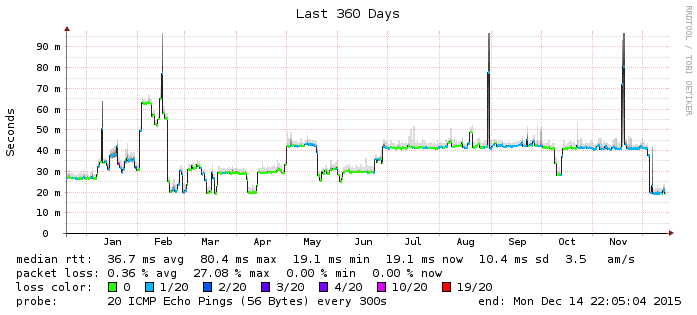 Last 360 Days
RRDTOOL / TOBI OETIKER
Seconds
90 m
80 m
70 m
60 m
50 m
40 m
30 m
20 m
10 m
0
Jan Feb Mar Apr May Jun Jul Aug Sep Oct Nov
median rtt: 36.7 ms avg 80.4 ms max 19.1 ms min 19.1 ms now 10.4 ms sd 3.5 am/s
packet loss: 0.36 % avg 27.08 % max 0.00 % min 0.00 % now
loss color: 0 1/20 2/20 3/20 4/20 10/20 19/20
probe: 20 ICMP Echo Pings (56 Bytes) every 300s end: Mon Dec 14 22:05:04 2015